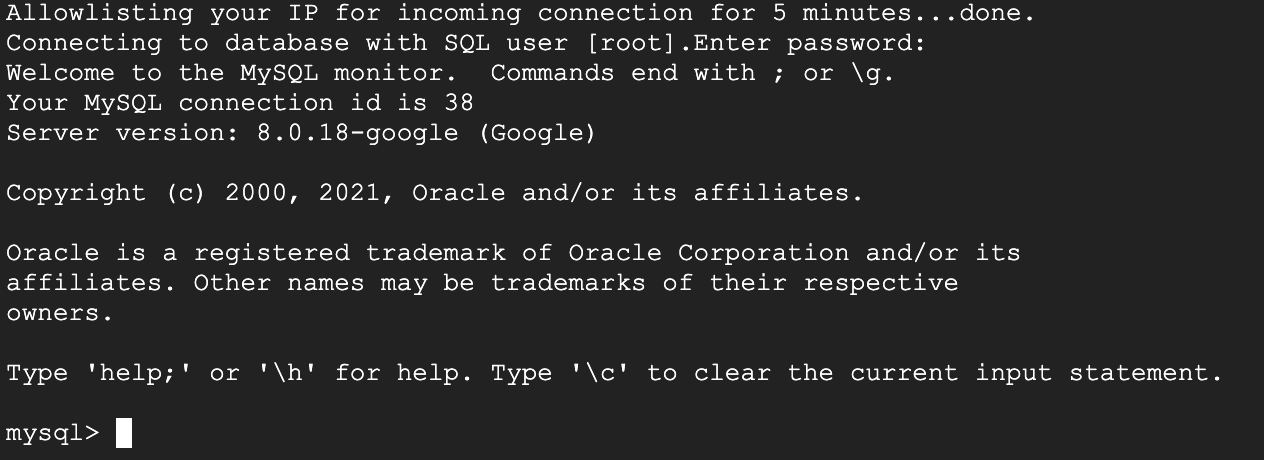 Allowlisting your IP for incoming connection for 5 minutes...done.
Connecting to database with SQL user [root].Enter password:
Welcome to the MySQL monitor.  Commands end with ; or \g.
Your MySQL connection id is 38
Server version: 8.0.18-google (Google)

Copyright (c) 2000, 2021, Oracle and/or its affiliates.

Oracle is a registered trademark of Oracle Corporation and/or its
affiliates. Other names may be trademarks of their respective
owners.

Type 'help;' or '\h' for help. Type '\c' to clear the current input statement.

mysql>